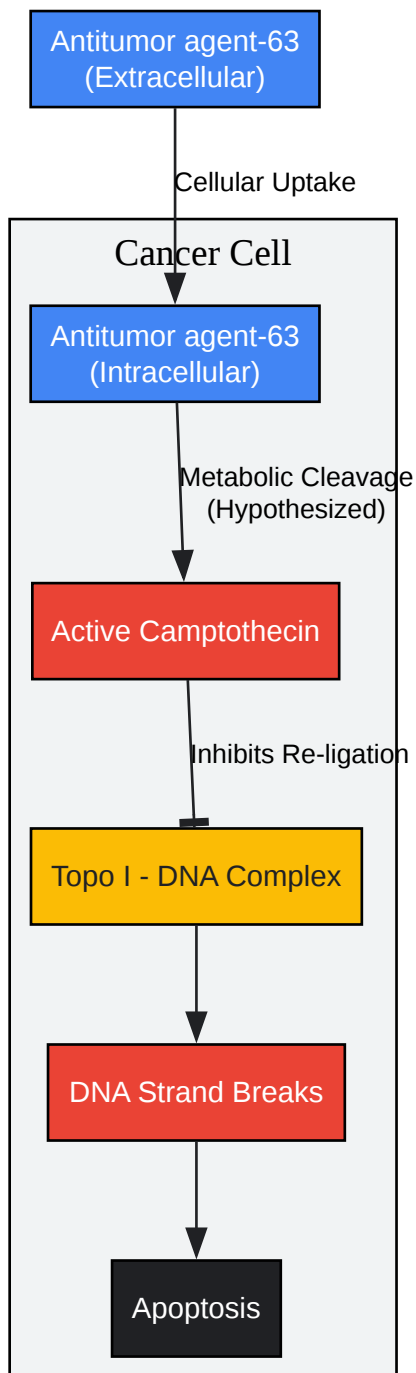 Antitumor agent-63
(Extracellular)
Cellular Uptake
Cancer Cell
Antitumor agent-63
(Intracellular)
Metabolic Cleavage
(Hypothesized)
Active Camptothecin
Inhibits Re-ligation
Topo I - DNA Complex
DNA Strand Breaks
Apoptosis